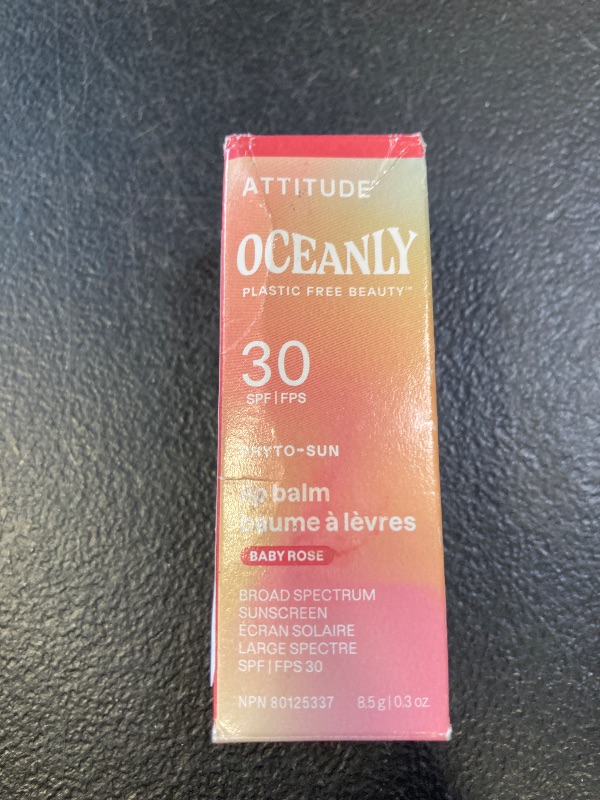 ATTITUDE™
OCEANLY
PLASTIC FREE BEAUTY™
30
SPF | FPS
PHYTO-SUN
lip balm
baume à lèvres
BABY ROSE
BROAD SPECTRUM
SUNSCREEN
ÉCRAN SOLAIRE
LARGE SPECTRE
SPF | FPS 30
NPN 80125337 8.5 g | 0.3 oz.